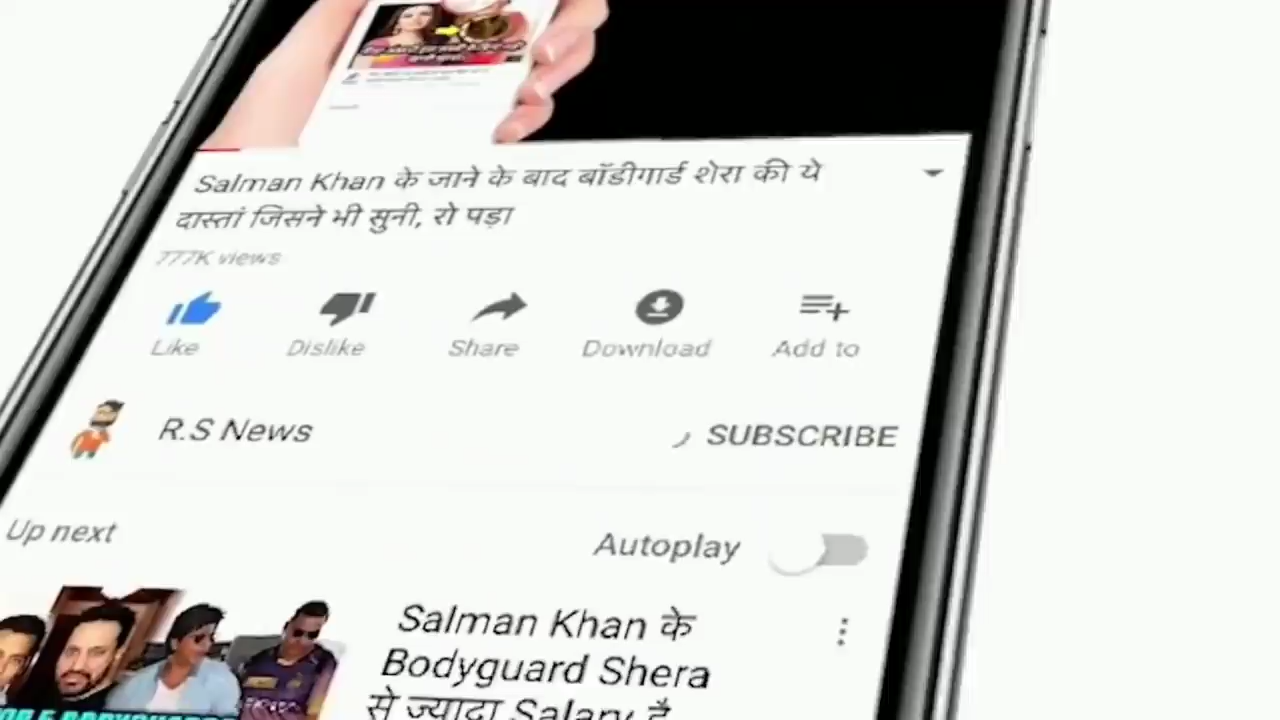 Salman Khan के जाने के बाद बॉडीगार्ड शेरा की ये
दास्तां जिसने भी सुनी, रो पड़ा
777K views
Like Dislike Share Download Add to
R.S News SUBSCRIBE
Up next Autoplay
Salman Khan के
Bodyguard Shera
से ज्यादा Salary है